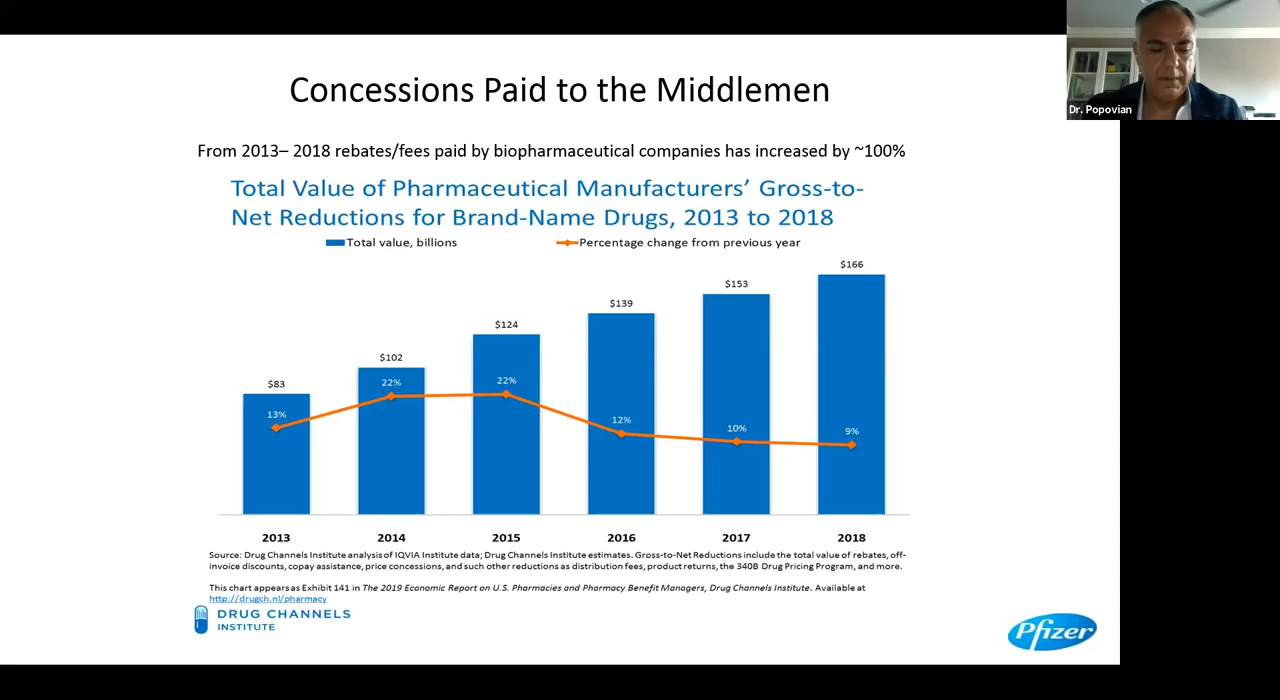 Concessions Paid to the Middlemen
Dr. Popovian
From 2013– 2018 rebates/fees paid by biopharmaceutical companies has increased by ~100%
Total Value of Pharmaceutical Manufacturers’ Gross-to-
Net Reductions for Brand-Name Drugs, 2013 to 2018
Total value, billions
Percentage change from previous year
$83
$102
$124
$139
$153
$166
13%
22%
22%
12%
10%
9%
2013
2014
2015
2016
2017
2018
Source: Drug Channels Institute analysis of IQVIA Institute data; Drug Channels Institute estimates. Gross-to-Net Reductions include the total value of rebates, off-
invoice discounts, copay assistance, price concessions, and such other reductions as distribution fees, product returns, the 340B Drug Pricing Program, and more.
This chart appears as Exhibit 141 in The 2019 Economic Report on U.S. Pharmacies and Pharmacy Benefit Managers, Drug Channels Institute. Available at
http://drugch.nl/pharmacy
DRUG CHANNELS
INSTITUTE
Pfizer